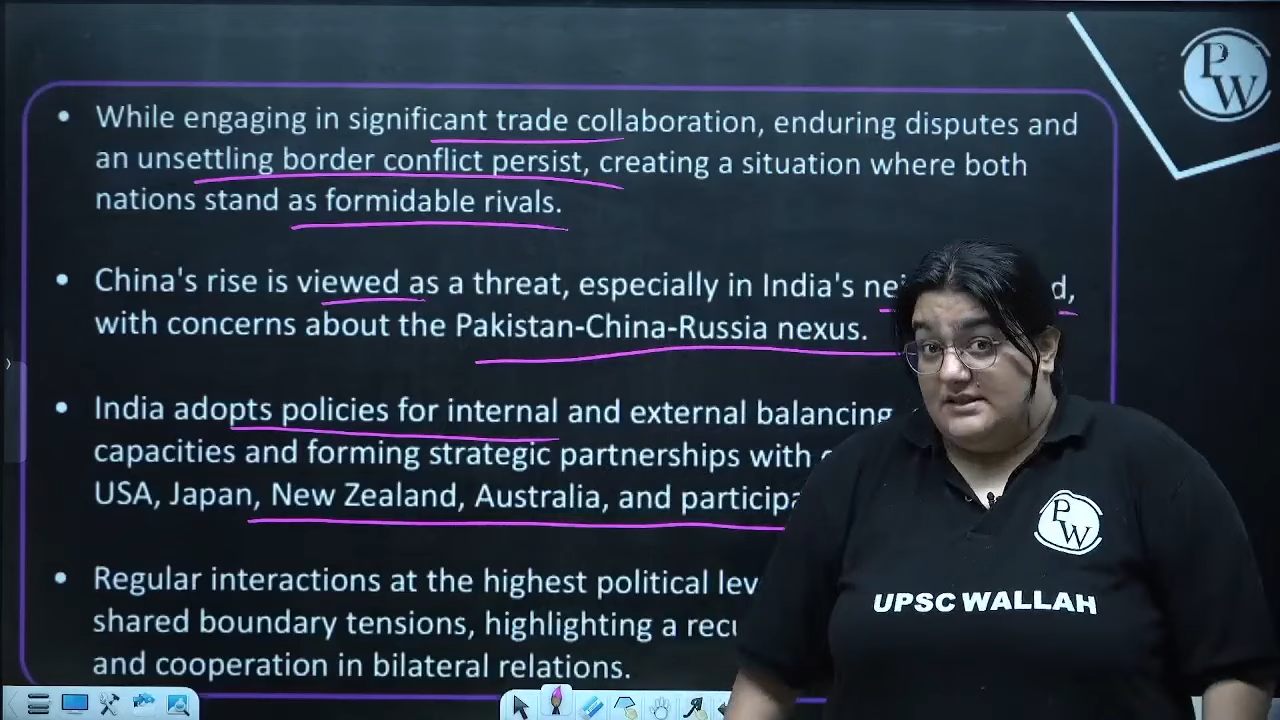 • While engaging in significant trade collaboration, enduring disputes and
an unsettling border conflict persist, creating a situation where both
nations stand as formidable rivals.
• China's rise is viewed as a threat, especially in India's
d,
with concerns about the Pakistan-China-Russia nexus.
• India adopts policies for internal and external balancing
capacities and forming strategic partnerships with
USA, Japan, New Zealand, Australia, and
• Regular interactions at the highest political
shared boundary tensions, highlighting a
and cooperation in bilateral relations.
PW
PW
UPSC WALLAH